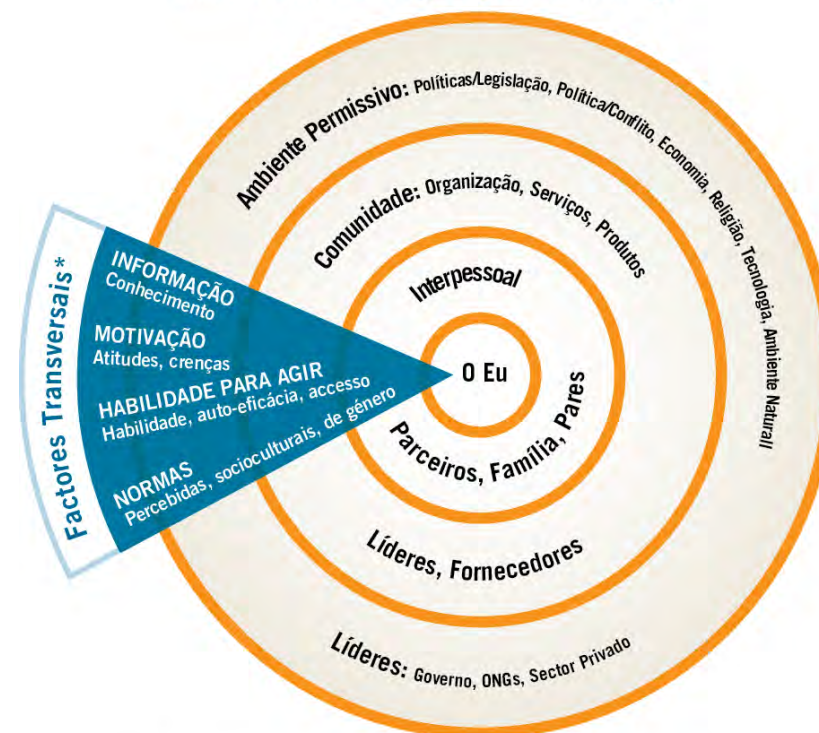 Ambiente Permissivo: Políticas/Legislação, Política/Conflito, Economia, Religião, Tecnologia, Ambiente Naturall
Comunidade: Organização, Serviços, Produtos
Interpessoal
O Eu
Parceiros, Família, Pares
Líderes, Fornecedores
Líderes: Governo, ONGs, Sector Privado
Factores Transversais*
INFORMAÇÃO
Conhecimento
MOTIVAÇÃO
Atitudes, crenças
HABILIDADE PARA AGIR
Habilidade, auto-eficácia, accesso
NORMAS
Percebidas, socioculturais, de género